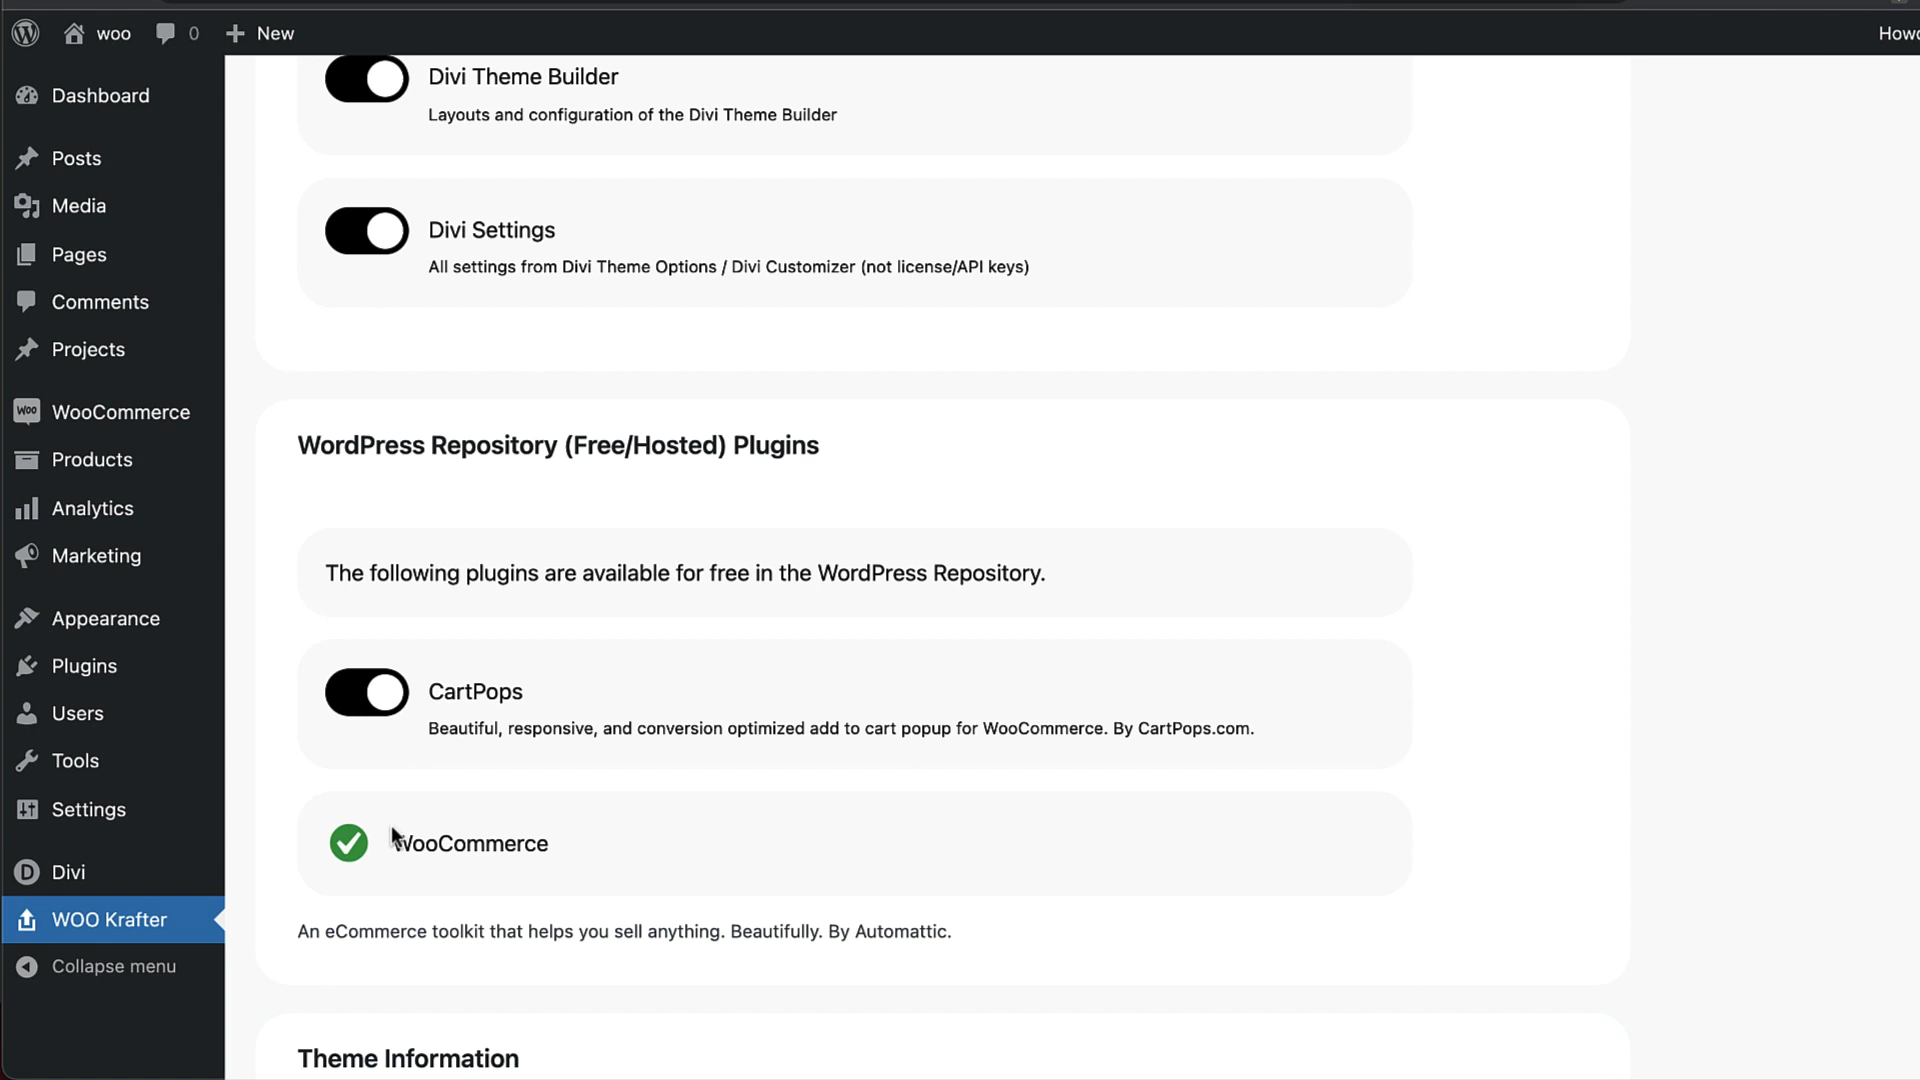 woo
0
New
Howd
Dashboard
Posts
Media
Pages
Comments
Projects
WOO
WooCommerce
Products
Analytics
Marketing
Appearance
Plugins
Users
Tools
Settings
D
Divi
WOO Krafter
Collapse menu
Divi Theme Builder
Layouts and configuration of the Divi Theme Builder
Divi Settings
All settings from Divi Theme Options / Divi Customizer (not license/API keys)
WordPress Repository (Free/Hosted) Plugins
The following plugins are available for free in the WordPress Repository.
CartPops
Beautiful, responsive, and conversion optimized add to cart popup for WooCommerce. By CartPops.com.
WooCommerce
An eCommerce toolkit that helps you sell anything. Beautifully. By Automattic.
Theme Information